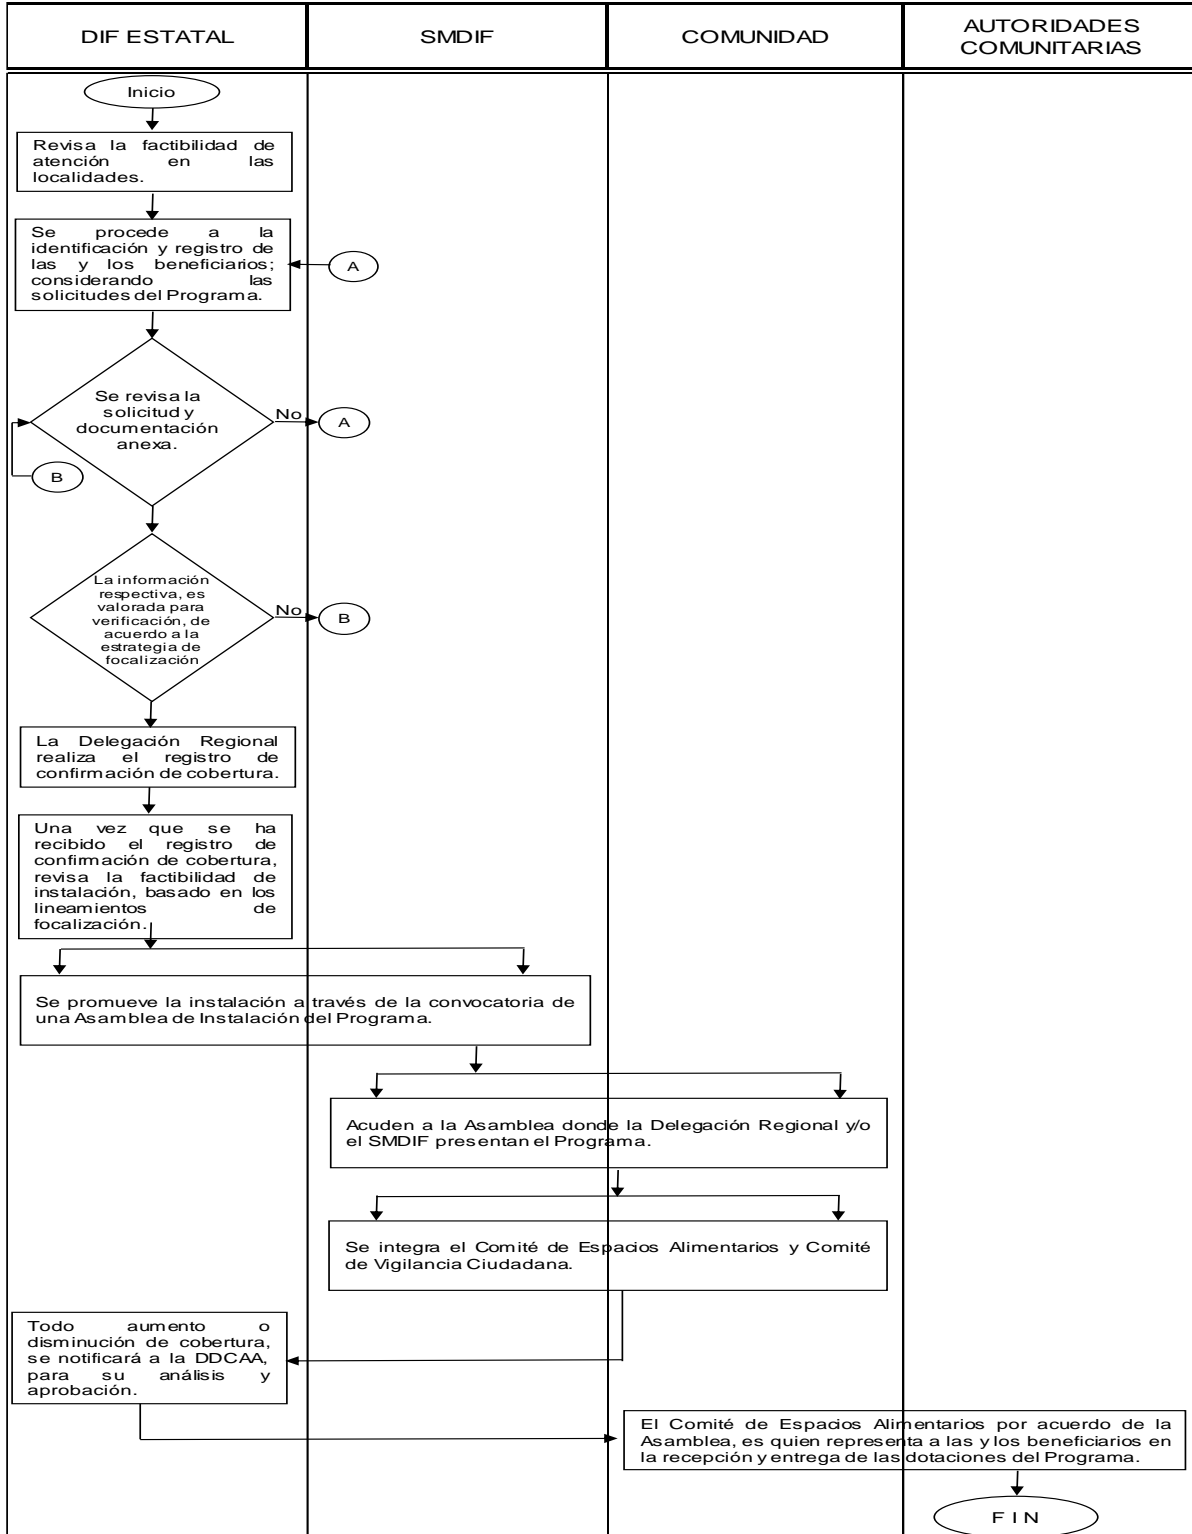 DIF ESTATAL
SMDIF
COMUNIDAD
AUTORIDADES
COMUNITARIAS
Inicio
Revisa la factibilidad de
atención en las
localidades.
Se procede a la
identificación y registro de
las y los beneficiarios;
considerando las
solicitudes del Programa.
A
Se revisa la
solicitud y
documentación
anexa.
No
A
B
La información
respectiva, es
valorada para
verificación, de
acuerdo a la
estrategia de
focalización
No
B
La Delegación Regional
realiza el registro de
confirmación de cobertura.
Una vez que se ha
recibido el registro de
confirmación de cobertura,
revisa la factibilidad de
instalación, basado en los
lineamientos de
focalización.
Se promueve la instalación a través de la convocatoria de
una Asamblea de Instalación del Programa.
Acuden a la Asamblea donde la Delegación Regional y/o
el SMDIF presentan el Programa.
Se integra el Comité de Espacios Alimentarios y Comité
de Vigilancia Ciudadana.
Todo aumento o
disminución de cobertura,
se notificará a la DDCAA,
para su análisis y
aprobación.
El Comité de Espacios Alimentarios por acuerdo de la
Asamblea, es quien representa a las y los beneficiarios en
la recepción y entrega de las dotaciones del Programa.
F I N